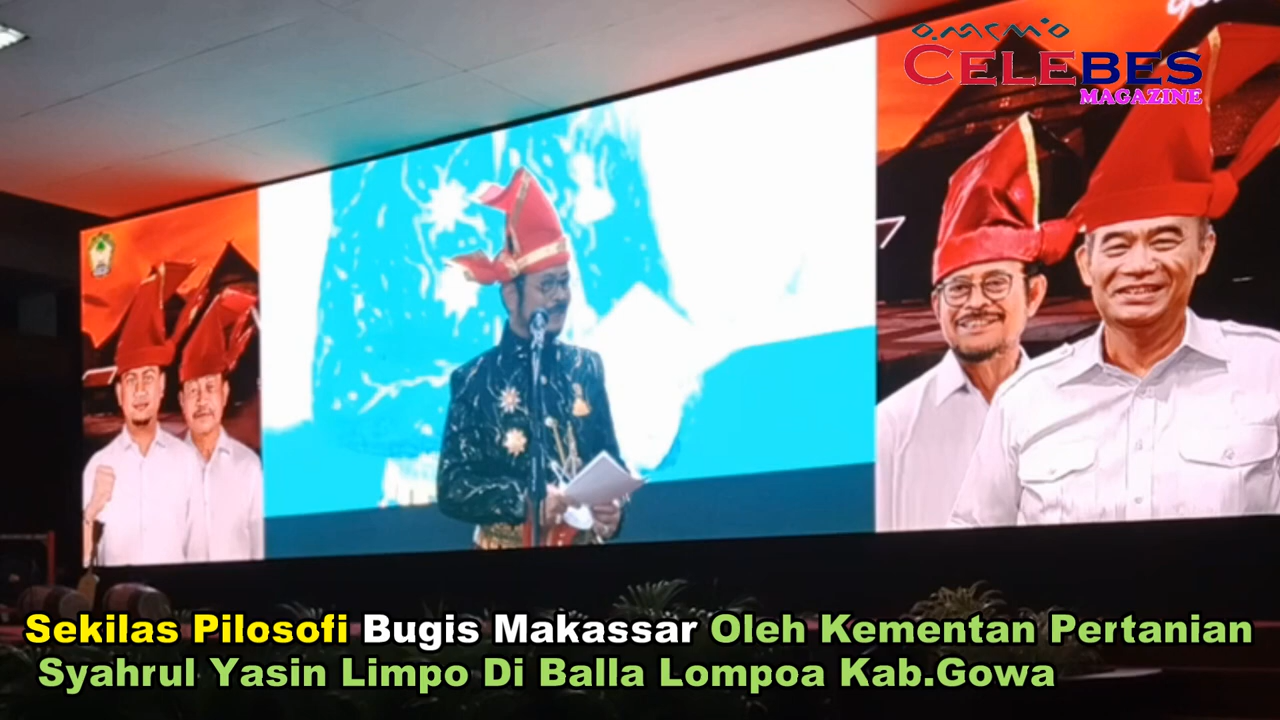 CELEBES
MAGAZINE
Sekilas Pilosofi Bugis Makassar Oleh Kementan Pertanian
Syahrul Yasin Limpo Di Balla Lompoa Kab.Gowa